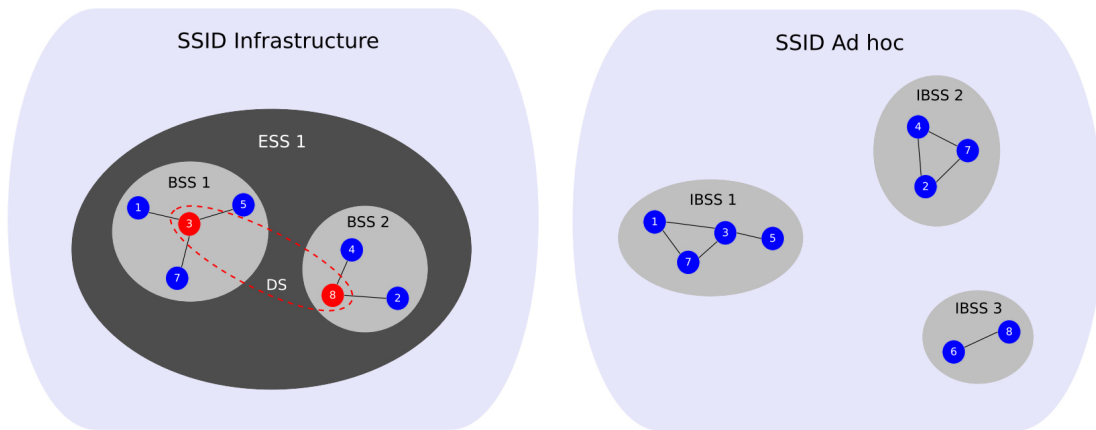 SSID Infrastructure
ESS 1
BSS 1
1
3
5
7
DS
BSS 2
4
8
2
SSID Ad hoc
IBSS 2
4
7
2
IBSS 1
1
3
5
7
IBSS 3
8
6